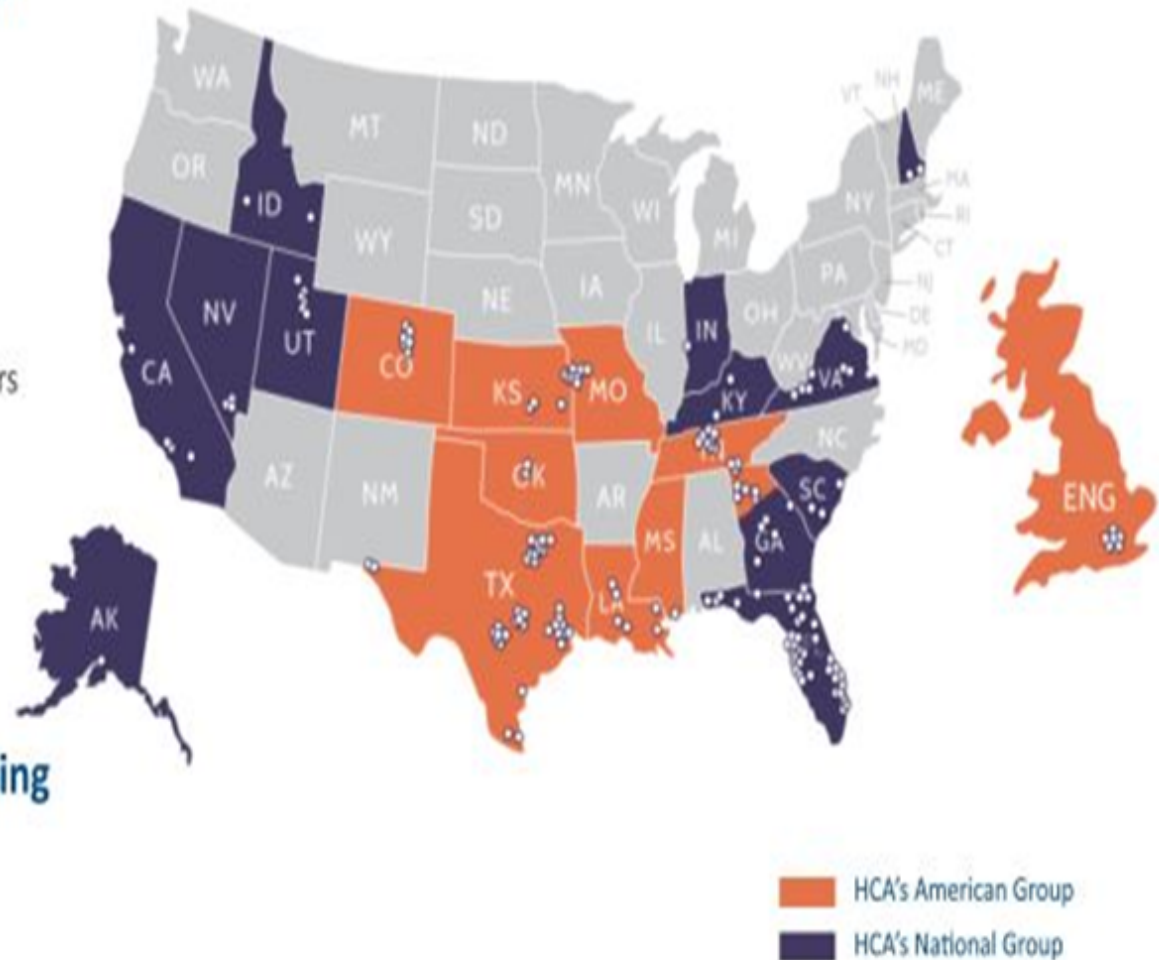 WA
MT
ND
MN
OR
ID
SD
WI
MI
NY
VT
NH
ME
MA
RI
CT
WY
NE
IA
PA
NJ
DE
MD
NV
UT
IL
IN
OH
WV
VA
CA
CO
KS
MO
KY
rs
AZ
NM
OK
AR
TN
NC
SC
MS
AL
GA
TX
LA
AK
ENG
ing
HCA's American Group
HCA's National Group